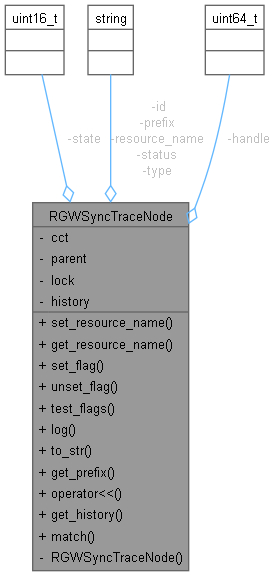 uint16_t
string
uint64_t
-id
-prefix
-state
-resource_name
-handle
-status
-type
RGWSyncTraceNode
- cct
- parent
- lock
- history
+ set_resource_name()
+ get_resource_name()
+ set_flag()
+ unset_flag()
+ test_flags()
+ log()
+ to_str()
+ get_prefix()
+ operator<<()
+ get_history()
+ match()
- RGWSyncTraceNode()